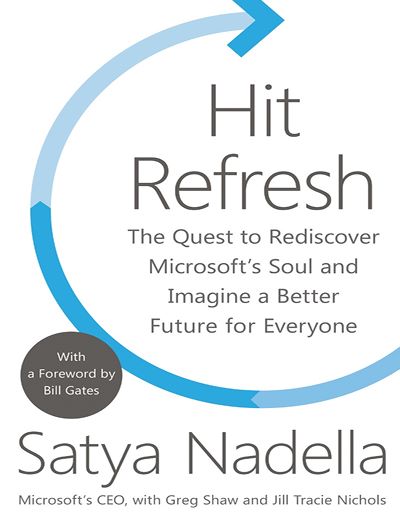 Hit
Refresh
The Quest to Rediscover
Microsoft's Soul and
Imagine a Better
Future for Everyone
With
a Foreword by
Bill Gates
Satya Nadella
Microsoft's CEO, with Greg Shaw and Jill Tracie Nichols